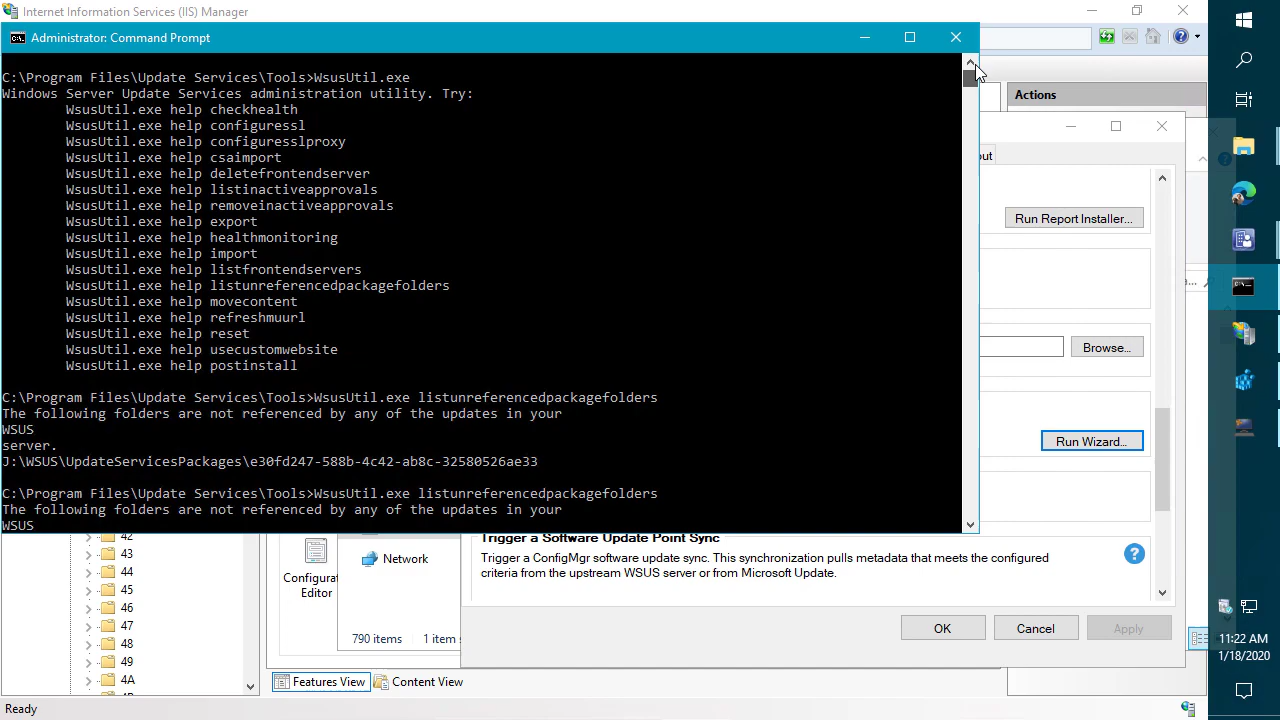 Internet Information Services (IIS) Manager
Administrator: Command Prompt
C:\Program Files\Update Services\Tools>WsusUtil.exe
Windows Server Update Services administration utility. Try:
WsusUtil.exe help checkhealth
WsusUtil.exe help configuressl
WsusUtil.exe help configuresslproxy
WsusUtil.exe help csaimport
WsusUtil.exe help deletefrontendserver
WsusUtil.exe help listinactiveapprovals
WsusUtil.exe help removeinactiveapprovals
WsusUtil.exe help export
WsusUtil.exe help healthmonitoring
WsusUtil.exe help import
WsusUtil.exe help listfrontendservers
WsusUtil.exe help listunreferencedpackagefolders
WsusUtil.exe help movecontent
WsusUtil.exe help refreshmuurl
WsusUtil.exe help reset
WsusUtil.exe help usecustomwebsite
WsusUtil.exe help postinstall
C:\Program Files\Update Services\Tools>WsusUtil.exe listunreferencedpackagefolders
The following folders are not referenced by any of the updates in your
WSUS
server.
J:\WSUS\UpdateServicesPackages\e30fd247-588b-4c42-ab8c-32580526ae33
C:\Program Files\Update Services\Tools>WsusUtil.exe listunreferencedpackagefolders
The following folders are not referenced by any of the updates in your
WSUS
Actions
out
Run Report Installer...
a...
Browse...
Run Wizard...
Trigger a Software Update Point Sync
Trigger a ConfigMgr software update sync. This synchronization pulls metadata that meets the configured
criteria from the upstream WSUS server or from Microsoft Update.
OK
Cancel
Apply
42
43
44
45
46
47
48
49
4A
Configurat
Editor
Network
790 items
1 item s
Features View
Content View
Ready
11:22 AM
1/18/2020